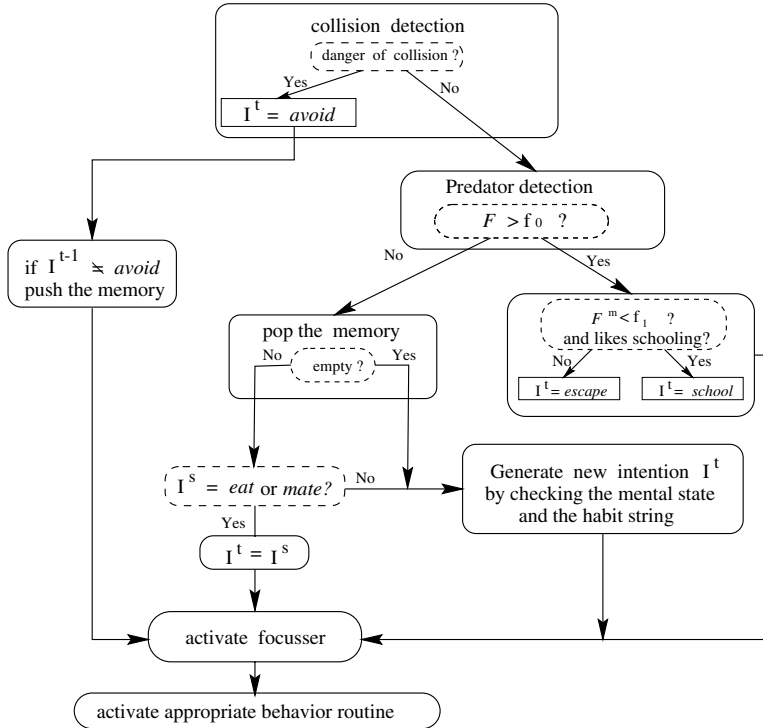 collision detection
danger of collision ?
Yes
No
I^t = avoid
Predator detection
F > f₀ ?
No
Yes
if I^t-1 ≠ avoid
push the memory
pop the memory
No
empty ?
Yes
F^m < f₁ ?
and likes schooling?
No
Yes
I^t = escape
I^t = school
I^s = eat or mate?
No
Yes
Generate new intention I^t
by checking the mental state
and the habit string
I^t = I^s
activate focusser
activate appropriate behavior routine